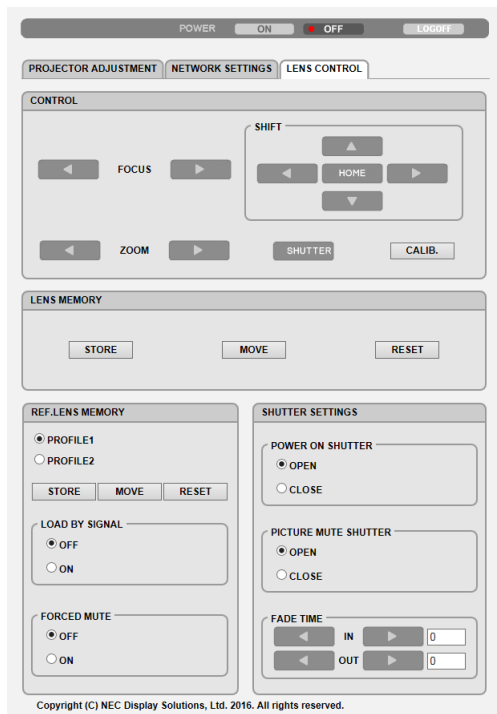 POWER ON OFF LOGOFF
PROJECTOR ADJUSTMENT NETWORK SETTINGS LENS CONTROL
CONTROL
SHIFT
FOCUS
HOME
ZOOM
SHUTTER
CALIB.
LENS MEMORY
STORE MOVE RESET
REF.LENS MEMORY
PROFILE1
PROFILE2
STORE MOVE RESET
LOAD BY SIGNAL
OFF
ON
FORCED MUTE
OFF
ON
SHUTTER SETTINGS
POWER ON SHUTTER
OPEN
CLOSE
PICTURE MUTE SHUTTER
OPEN
CLOSE
FADE TIME
IN 0
OUT 0
Copyright (C) NEC Display Solutions, Ltd. 2016. All rights reserved.